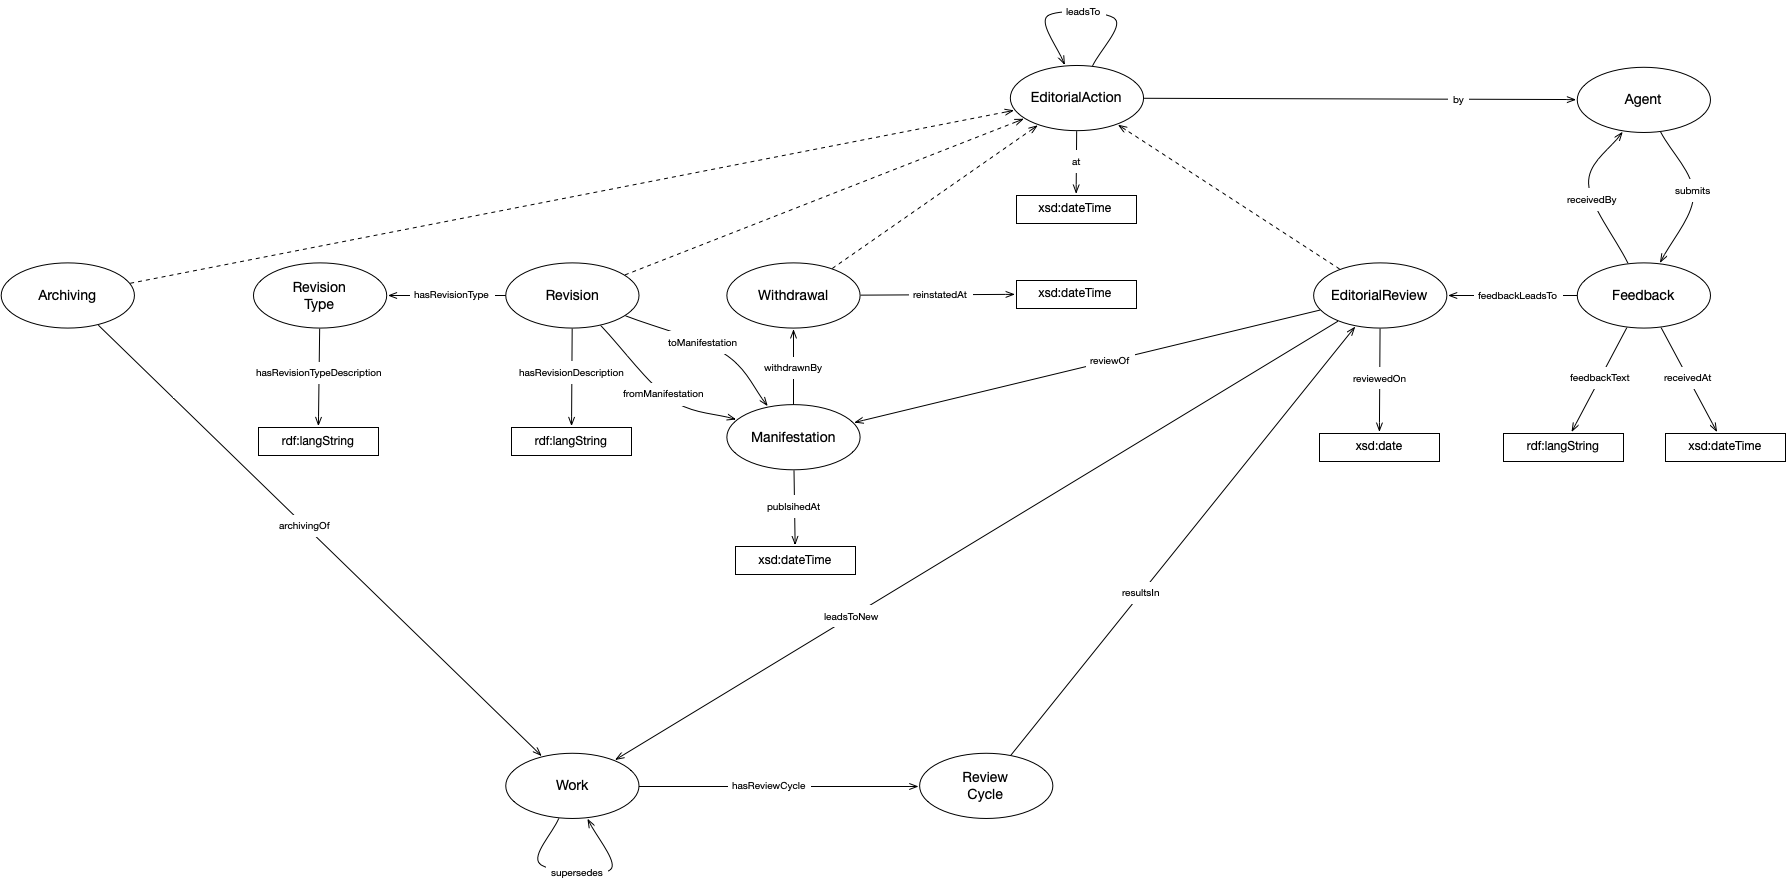 leadsTo
EditorialAction
by
Agent
at
xsd:dateTime
receivedBy
submits
Archiving
Revision
Type
hasRevisionType
Revision
Withdrawal
reinstatedAt
xsd:dateTime
EditorialReview
feedbackLeadsTo
Feedback
hasRevisionTypeDescription
hasRevisionDescription
toManifestation
fromManifestation
withdrawnBy
reviewOf
reviewedOn
feedbackText
receivedAt
rdf:langString
rdf:langString
Manifestation
xsd:date
rdf:langString
xsd:dateTime
publsihedAt
archivingOf
xsd:dateTime
resultsIn
leadsToNew
Work
hasReviewCycle
Review
Cycle
supersedes